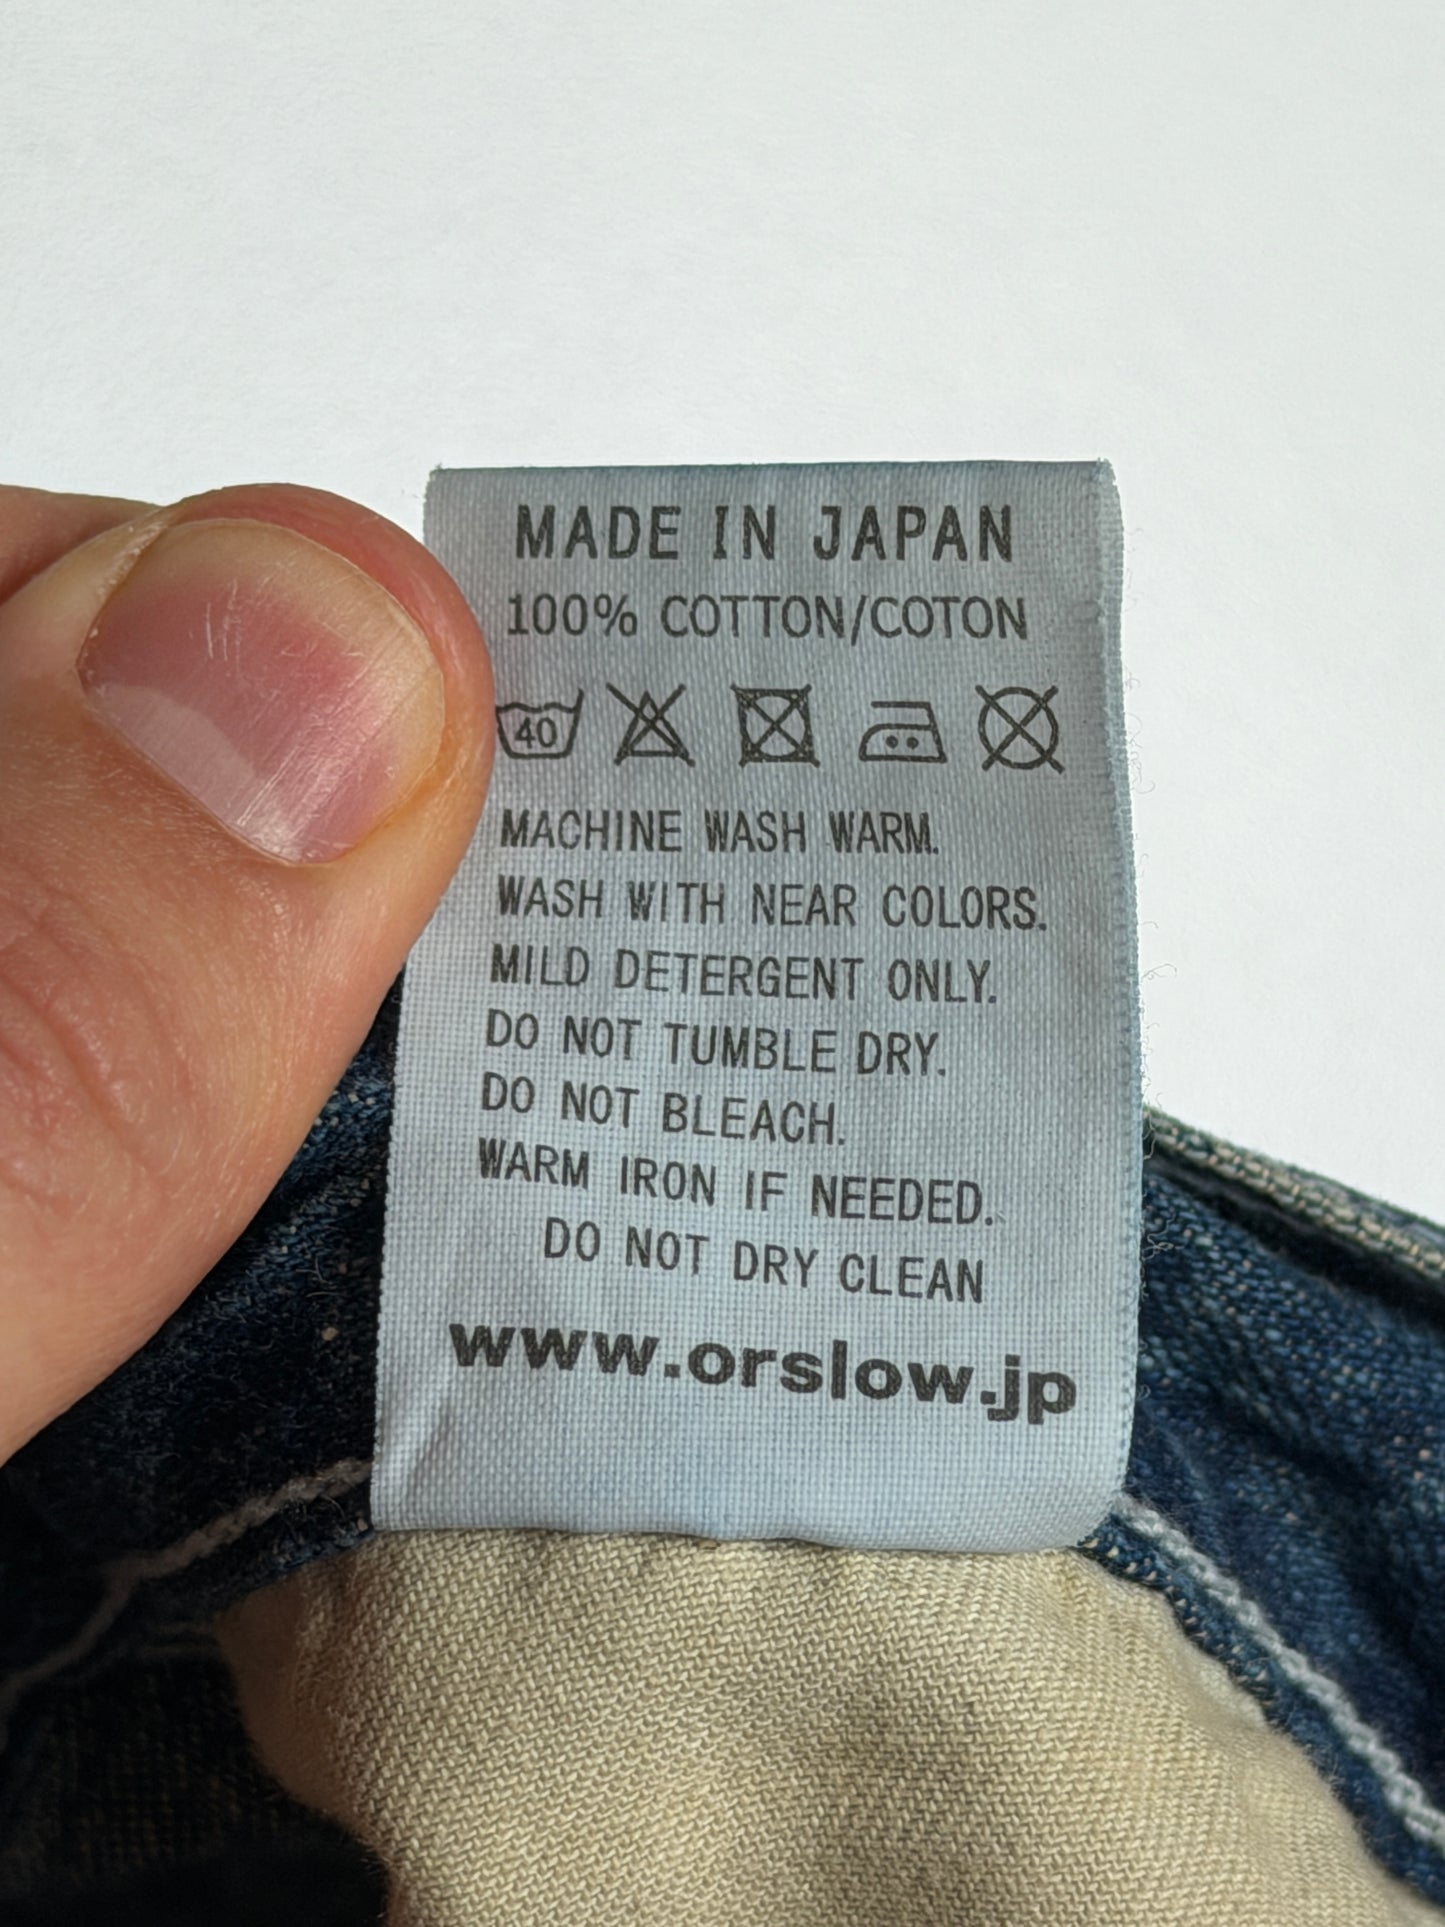 MADE IN JAPAN
100% COTTON/COTON
40
MACHINE WASH WARM.
WASH WITH NEAR COLORS.
MILD DETERGENT ONLY.
DO NOT TUMBLE DRY.
DO NOT BLEACH.
WARM IRON IF NEEDED.
DO NOT DRY CLEAN
www.orslow.jp